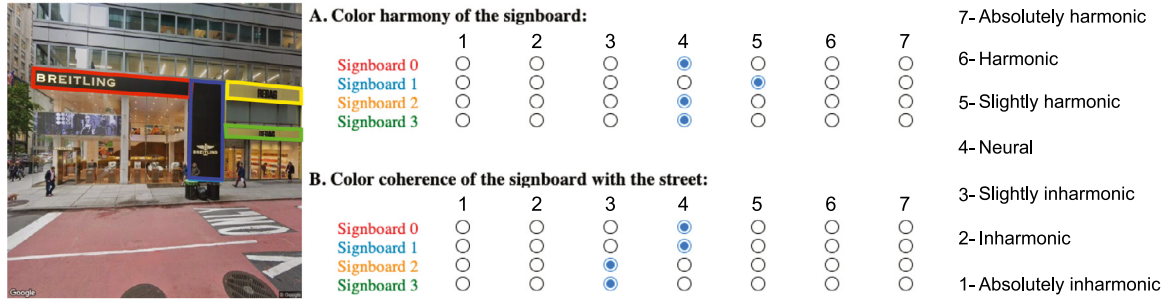 BREITLING
REBAG
BREITLING
REBAG
ONLY
Google
© Google
A. Color harmony of the signboard:
1 2 3 4 5 6 7
Signboard 0
Signboard 1
Signboard 2
Signboard 3
B. Color coherence of the signboard with the street:
1 2 3 4 5 6 7
Signboard 0
Signboard 1
Signboard 2
Signboard 3
7- Absolutely harmonic
6- Harmonic
5- Slightly harmonic
4- Neural
3- Slightly inharmonic
2- Inharmonic
1- Absolutely inharmonic